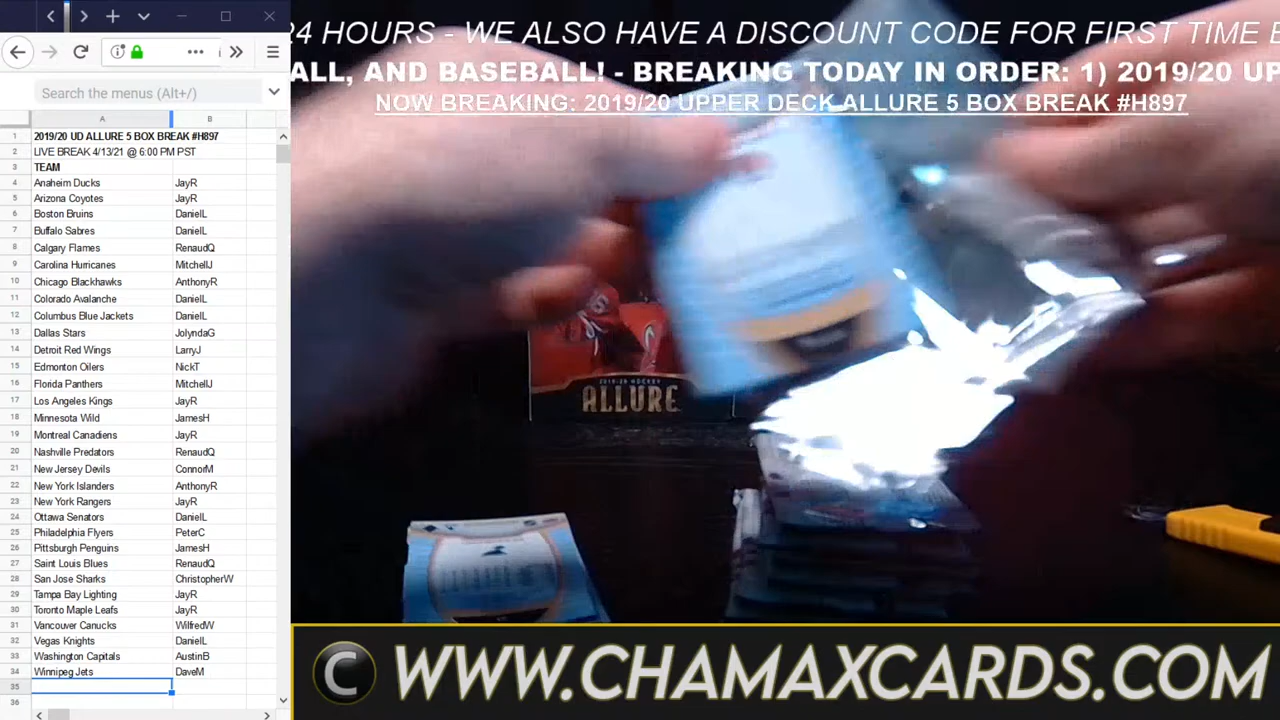 24 HOURS - WE ALSO HAVE A DISCOUNT CODE FOR FIRST TIME
ALL, AND BASEBALL! - BREAKING TODAY IN ORDER: 1) 2019/20 UP
NOW BREAKING: 2019/20 UPPER DECK ALLURE 5 BOX BREAK #H897
Search the menus (Alt+/)
A B
1 2019/20 UD ALLURE 5 BOX BREAK #H897
2 LIVE BREAK 4/13/21 @ 6:00 PM PST
3 TEAM
4 Anaheim Ducks JayR
5 Arizona Coyotes JayR
6 Boston Bruins DanielL
7 Buffalo Sabres DanielL
8 Calgary Flames RenaudQ
9 Carolina Hurricanes MitchellJ
10 Chicago Blackhawks AnthonyR
11 Colorado Avalanche DanielL
12 Columbus Blue Jackets DanielL
13 Dallas Stars JolyndaG
14 Detroit Red Wings LarryJ
15 Edmonton Oilers NickT
16 Florida Panthers MitchellJ
17 Los Angeles Kings JayR
18 Minnesota Wild JamesH
19 Montreal Canadiens JayR
20 Nashville Predators RenaudQ
21 New Jersey Devils ConnorM
22 New York Islanders AnthonyR
23 New York Rangers JayR
24 Ottawa Senators DanielL
25 Philadelphia Flyers PeterC
26 Pittsburgh Penguins JamesH
27 Saint Louis Blues RenaudQ
28 San Jose Sharks ChristopherW
29 Tampa Bay Lighting JayR
30 Toronto Maple Leafs JayR
31 Vancouver Canucks WilfredW
32 Vegas Knights DanielL
33 Washington Capitals AustinB
34 Winnipeg Jets DaveM
35
36
2019-20 HOCKEY
ALLURE
C WWW.CHAMAXCARDS.COM